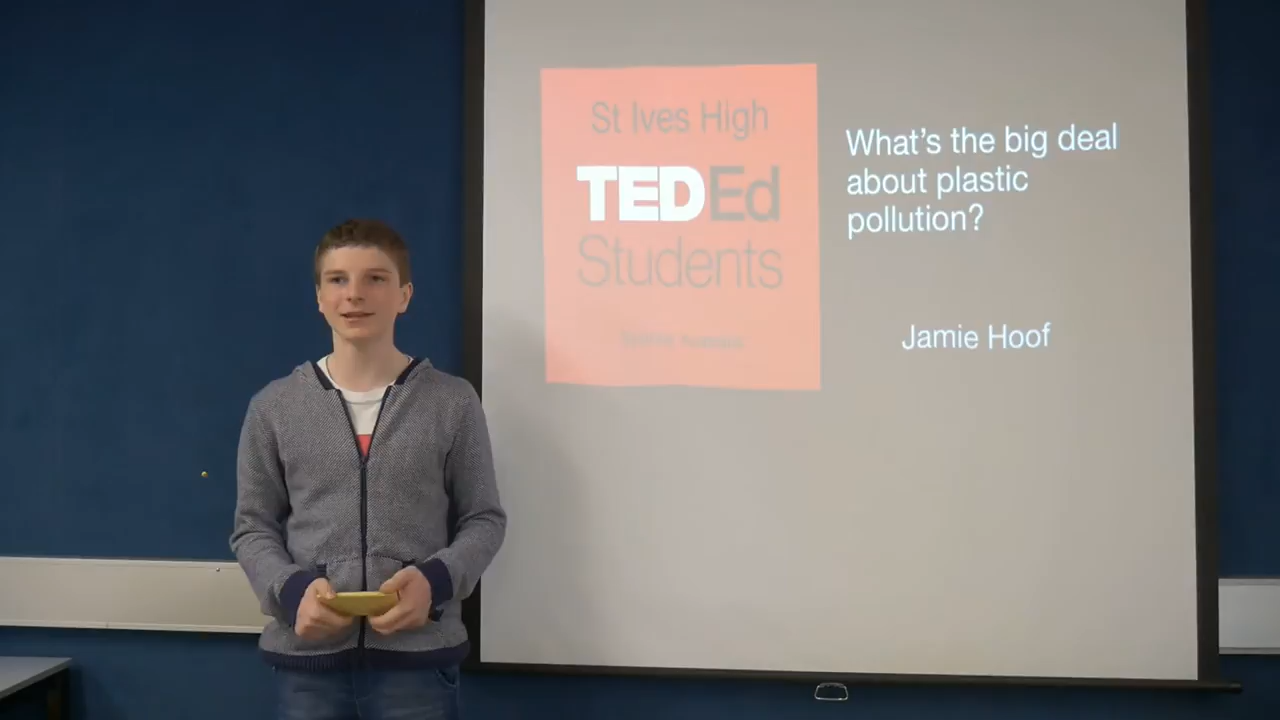 St Ives High
TEDEd
Students
What's the big deal
about plastic
pollution?
Jamie Hoof